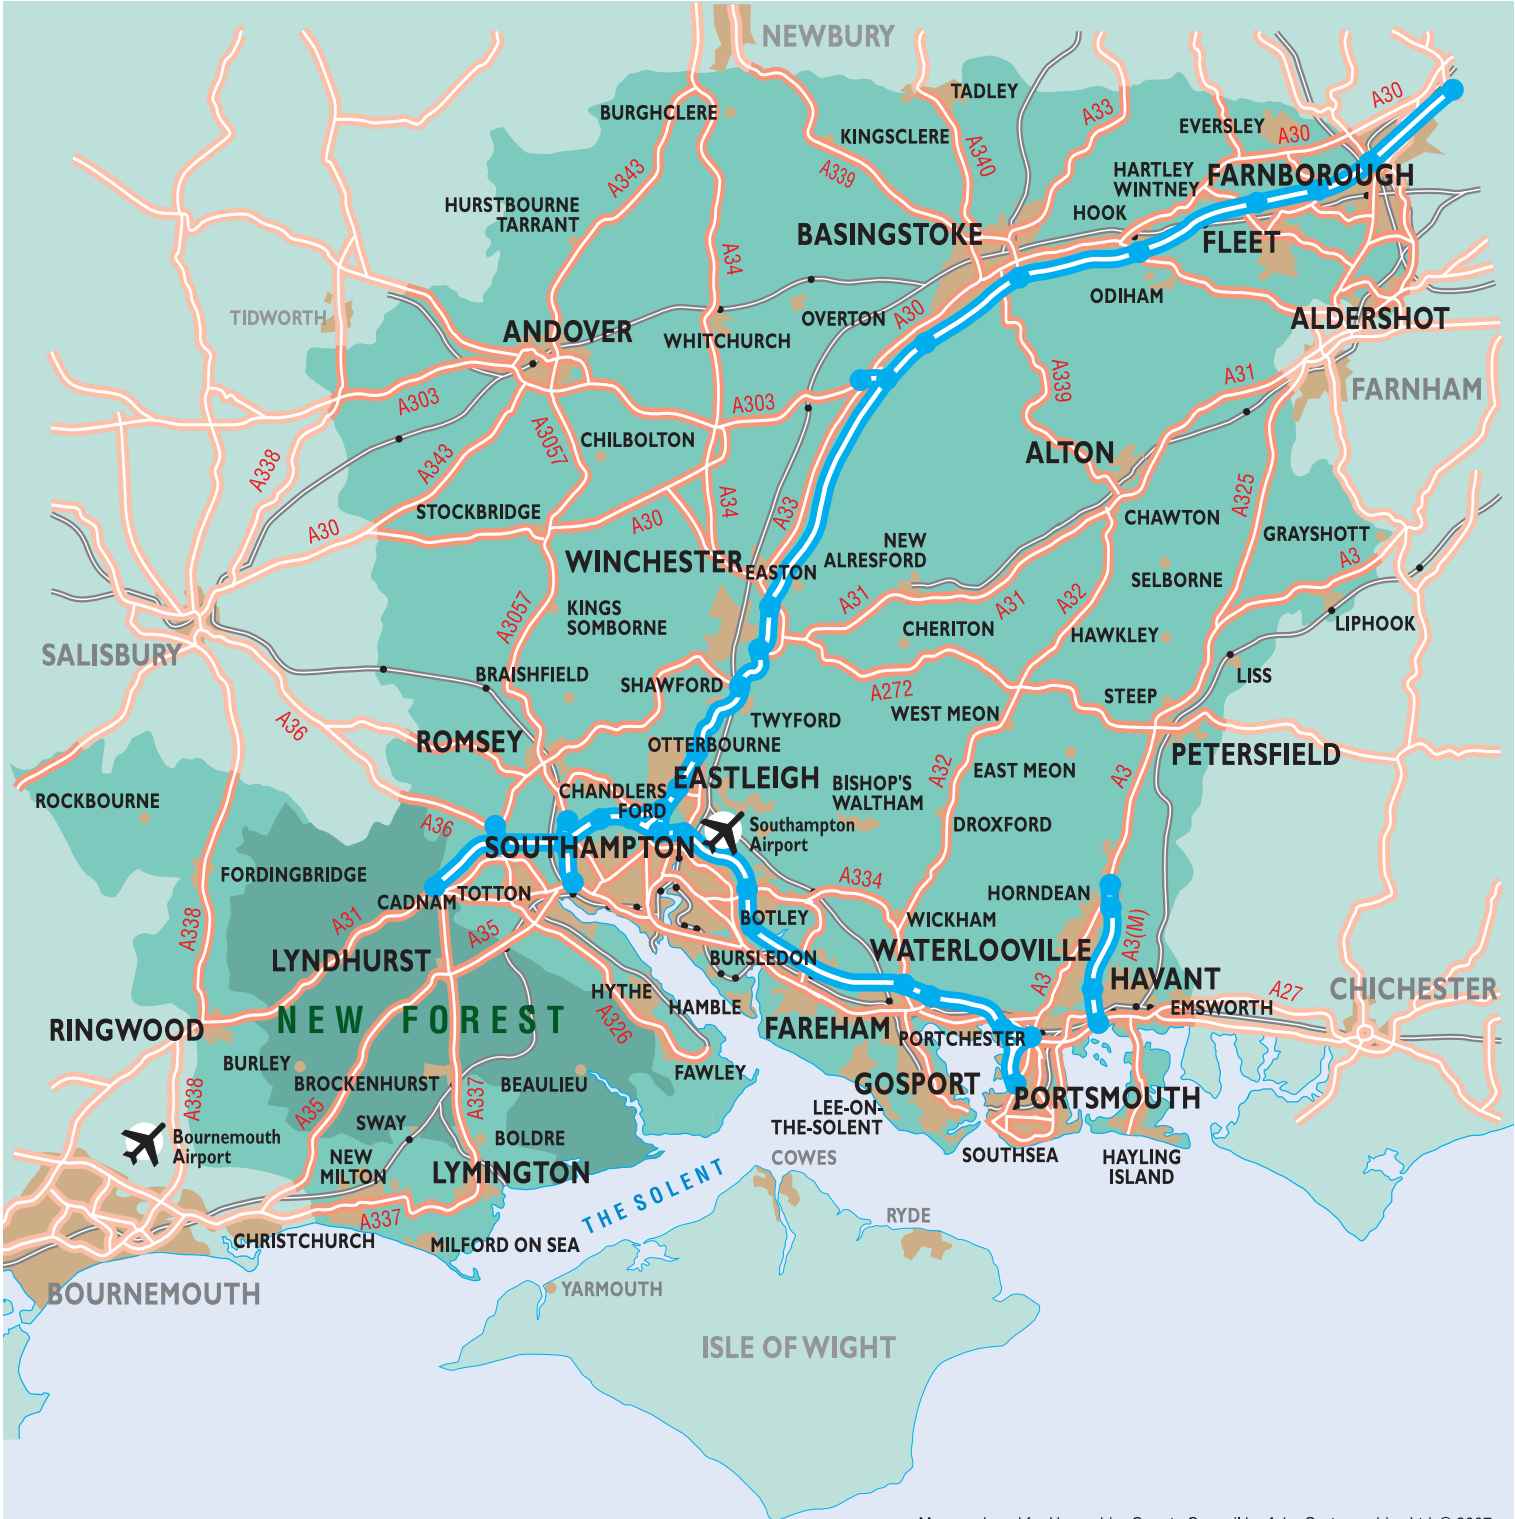 NEWBURY
TADLEY
BURGHCLERE
KINGSCLERE
A33
A30
EVERSLEY
A30
A340
A339
A343
HARTLEY
WINTNEY
FARNBOROUGH
HURSTBOURNE
TARRANT
HOOK
BASINGSTOKE
FLEET
A34
ODIHAM
TIDWORTH
ANDOVER
WHITCHURCH
OVERTON
A30
ALDERSHOT
A339
A31
FARNHAM
A303
A303
A3057
CHILBOLTON
ALTON
A338
A343
A325
STOCKBRIDGE
A30
A30
A34
A33
CHAWTON
GRAYSHOTT
WINCHESTER
EASTON
NEW
ALRESFORD
A3
SELBORNE
A3057
KINGS
SOMBORNE
A31
A31
A32
CHERITON
HAWKLEY
LIPHOOK
SALISBURY
BRAISHFIELD
SHAWFORD
A272
STEEP
LISS
A36
TWYFORD
WEST MEON
ROMSEY
OTTERBOURNE
PETERSFIELD
EASTLEIGH
A32
EAST MEON
A3
ROCKBOURNE
CHANDLERS
FORD
BISHOP'S
WALTHAM
A36
Southampton
Airport
DROXFORD
SOUTHAMPTON
FORDINGBRIDGE
A334
HORNDEAN
CADNAM
TOTTON
A338
A31
A35
BOTLEY
WICKHAM
A3(M)
LYNDHURST
BURSLEDON
WATERLOOVILLE
A3
HAVANT
HYTHE
HAMBLE
A27
CHICHESTER
NEW FOREST
A326
EMSWORTH
RINGWOOD
FAREHAM
PORTCHESTER
BURLEY
BROCKENHURST
BEAULIEU
FAWLEY
GOSPORT
PORTSMOUTH
A338
A35
A337
LEE-ON-
THE-SOLENT
SWAY
Bournemouth
Airport
BOLDRE
NEW
MILTON
LYMINGTON
COWES
SOUTHSEA
HAYLING
ISLAND
THE SOLENT
A337
RYDE
CHRISTCHURCH
MILFORD ON SEA
BOURNEMOUTH
YARMOUTH
ISLE OF WIGHT